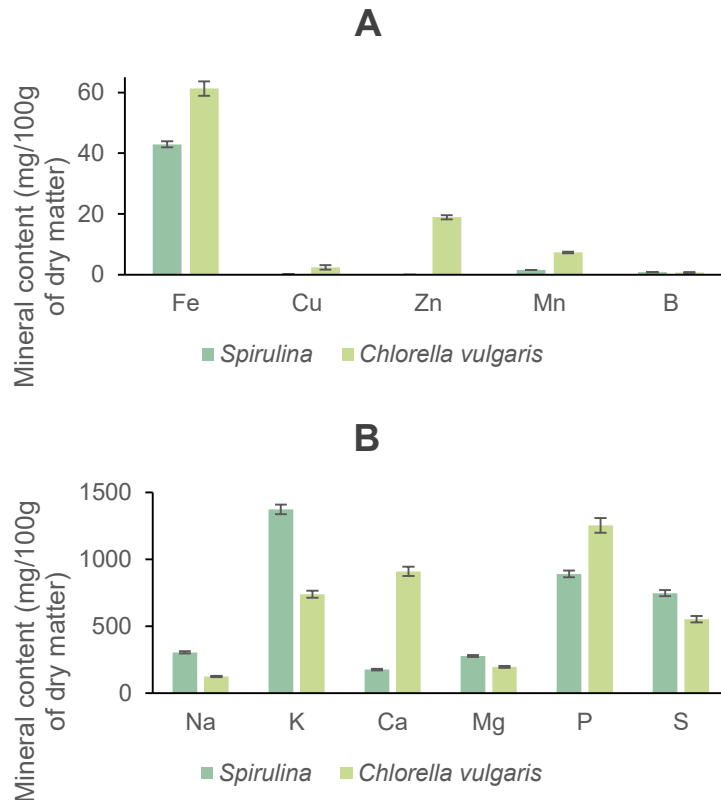 A
Mineral content (mg/100g
of dry matter)
60
40
20
0
Fe Cu Zn Mn B
Spirulina Chlorella vulgaris
B
Mineral content (mg/100g
of dry matter)
1500
1000
500
0
Na K Ca Mg P S
Spirulina Chlorella vulgaris